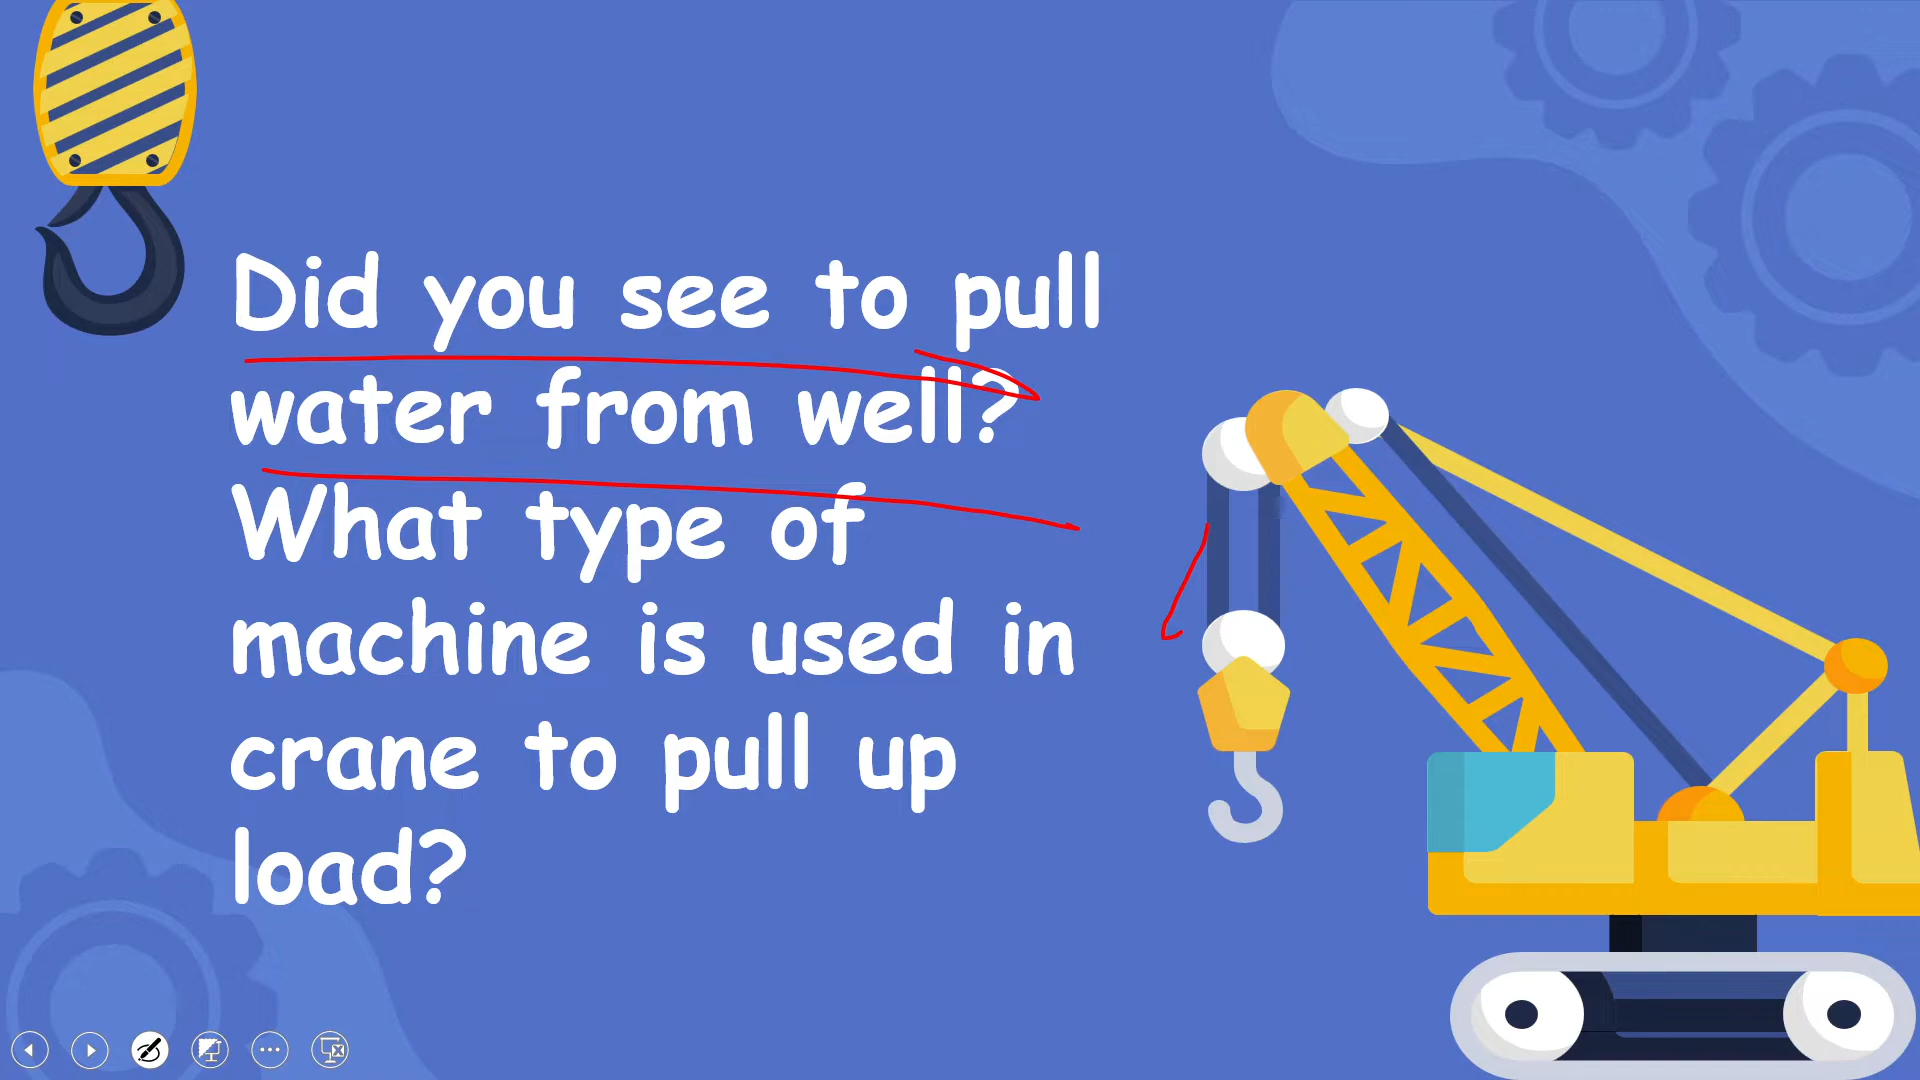 Did you see to pull
water from well?
What type of
machine is used in
crane to pull up
load?